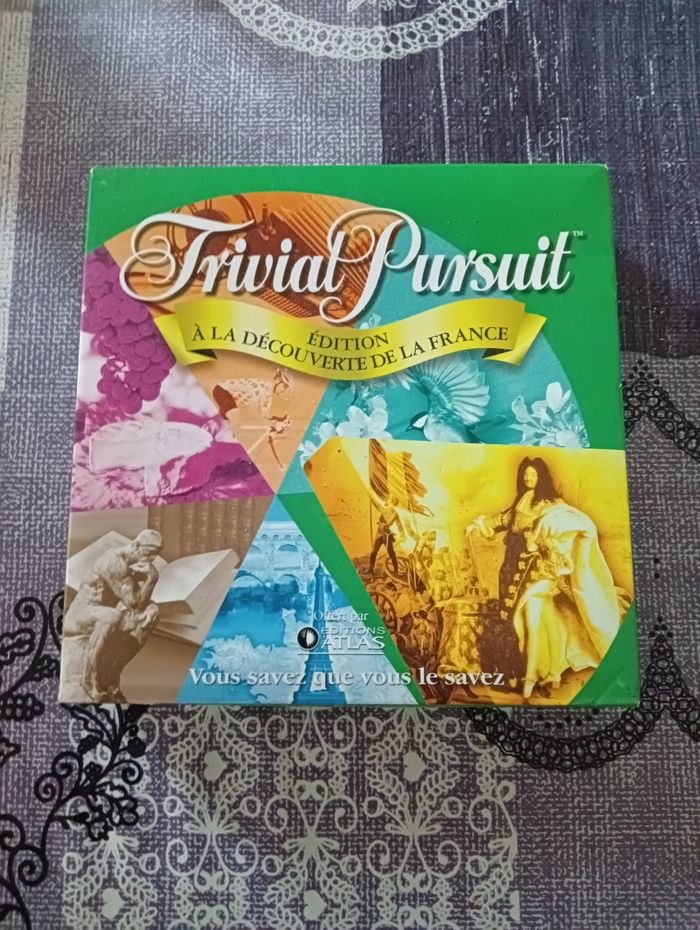 Trivial Pursuit™
ÉDITION
À LA DÉCOUVERTE DE LA FRANCE
Offert par
EDITIONS
ATLAS
Vous savez que vous le savez